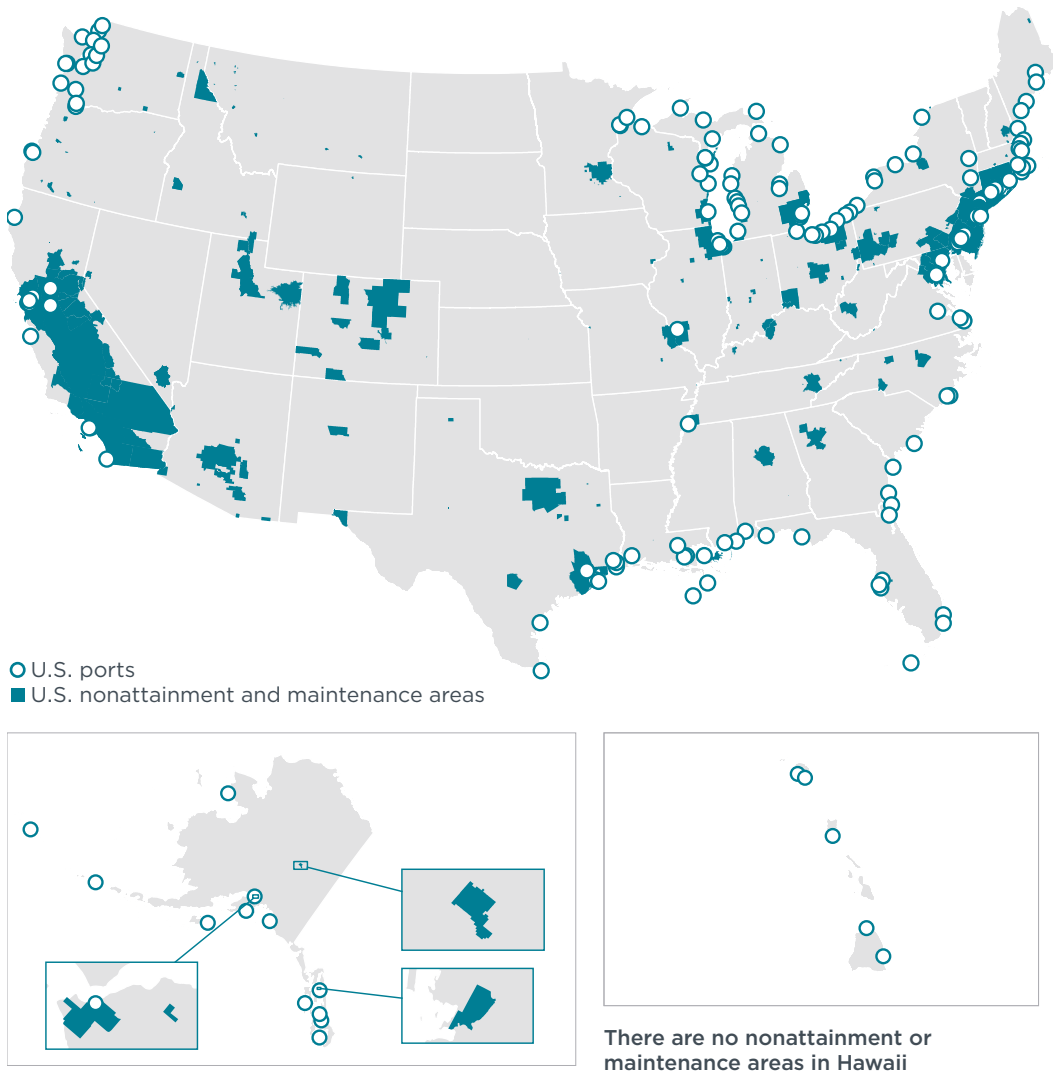 U.S. ports
U.S. nonattainment and maintenance areas
There are no nonattainment or
maintenance areas in Hawaii